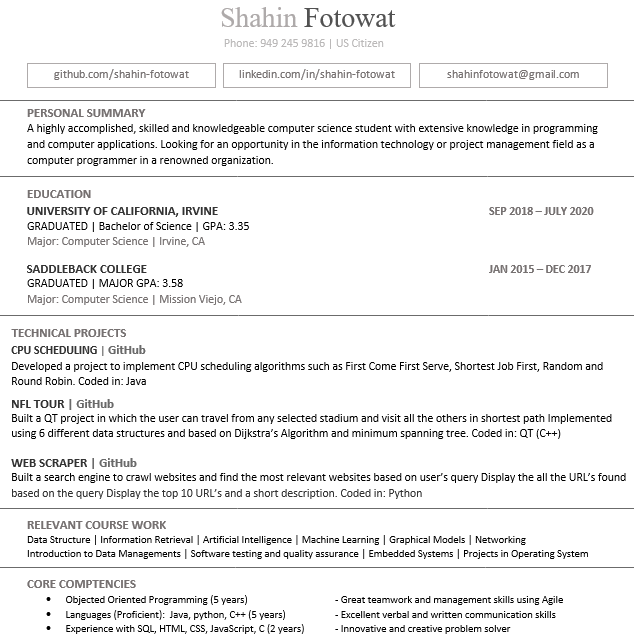 Shahin Fotowat
Phone: 949 245 9816 | US Citizen
github.com/shahin-fotowat linkedin.com/in/shahin-fotowat shahinfotowat@gmail.com
PERSONAL SUMMARY
A highly accomplished, skilled and knowledgeable computer science student with extensive knowledge in programming
and computer applications. Looking for an opportunity in the information technology or project management field as a
computer programmer in a renowned organization.
EDUCATION
UNIVERSITY OF CALIFORNIA, IRVINE SEP 2018 – JULY 2020
GRADUATED | Bachelor of Science | GPA: 3.35
Major: Computer Science | Irvine, CA
SADDLEBACK COLLEGE JAN 2015 – DEC 2017
GRADUATED | MAJOR GPA: 3.58
Major: Computer Science | Mission Viejo, CA
TECHNICAL PROJECTS
CPU SCHEDULING | GitHub
Developed a project to implement CPU scheduling algorithms such as First Come First Serve, Shortest Job First, Random and
Round Robin. Coded in: Java
NFL TOUR | GitHub
Built a QT project in which the user can travel from any selected stadium and visit all the others in shortest path Implemented
using 6 different data structures and based on Dijkstra's Algorithm and minimum spanning tree. Coded in: QT (C++)
WEB SCRAPER | GitHub
Built a search engine to crawl websites and find the most relevant websites based on user's query Display the all the URL's found
based on the query Display the top 10 URL's and a short description. Coded in: Python
RELEVANT COURSE WORK
Data Structure | Information Retrieval | Artificial Intelligence | Machine Learning | Graphical Models | Networking
Introduction to Data Managements | Software testing and quality assurance | Embedded Systems | Projects in Operating System
CORE COMPTENCIES
• Objected Oriented Programming (5 years) - Great teamwork and management skills using Agile
• Languages (Proficient): Java, python, C++ (5 years) - Excellent verbal and written communication skills
• Experience with SQL, HTML, CSS, JavaScript, C (2 years) - Innovative and creative problem solver